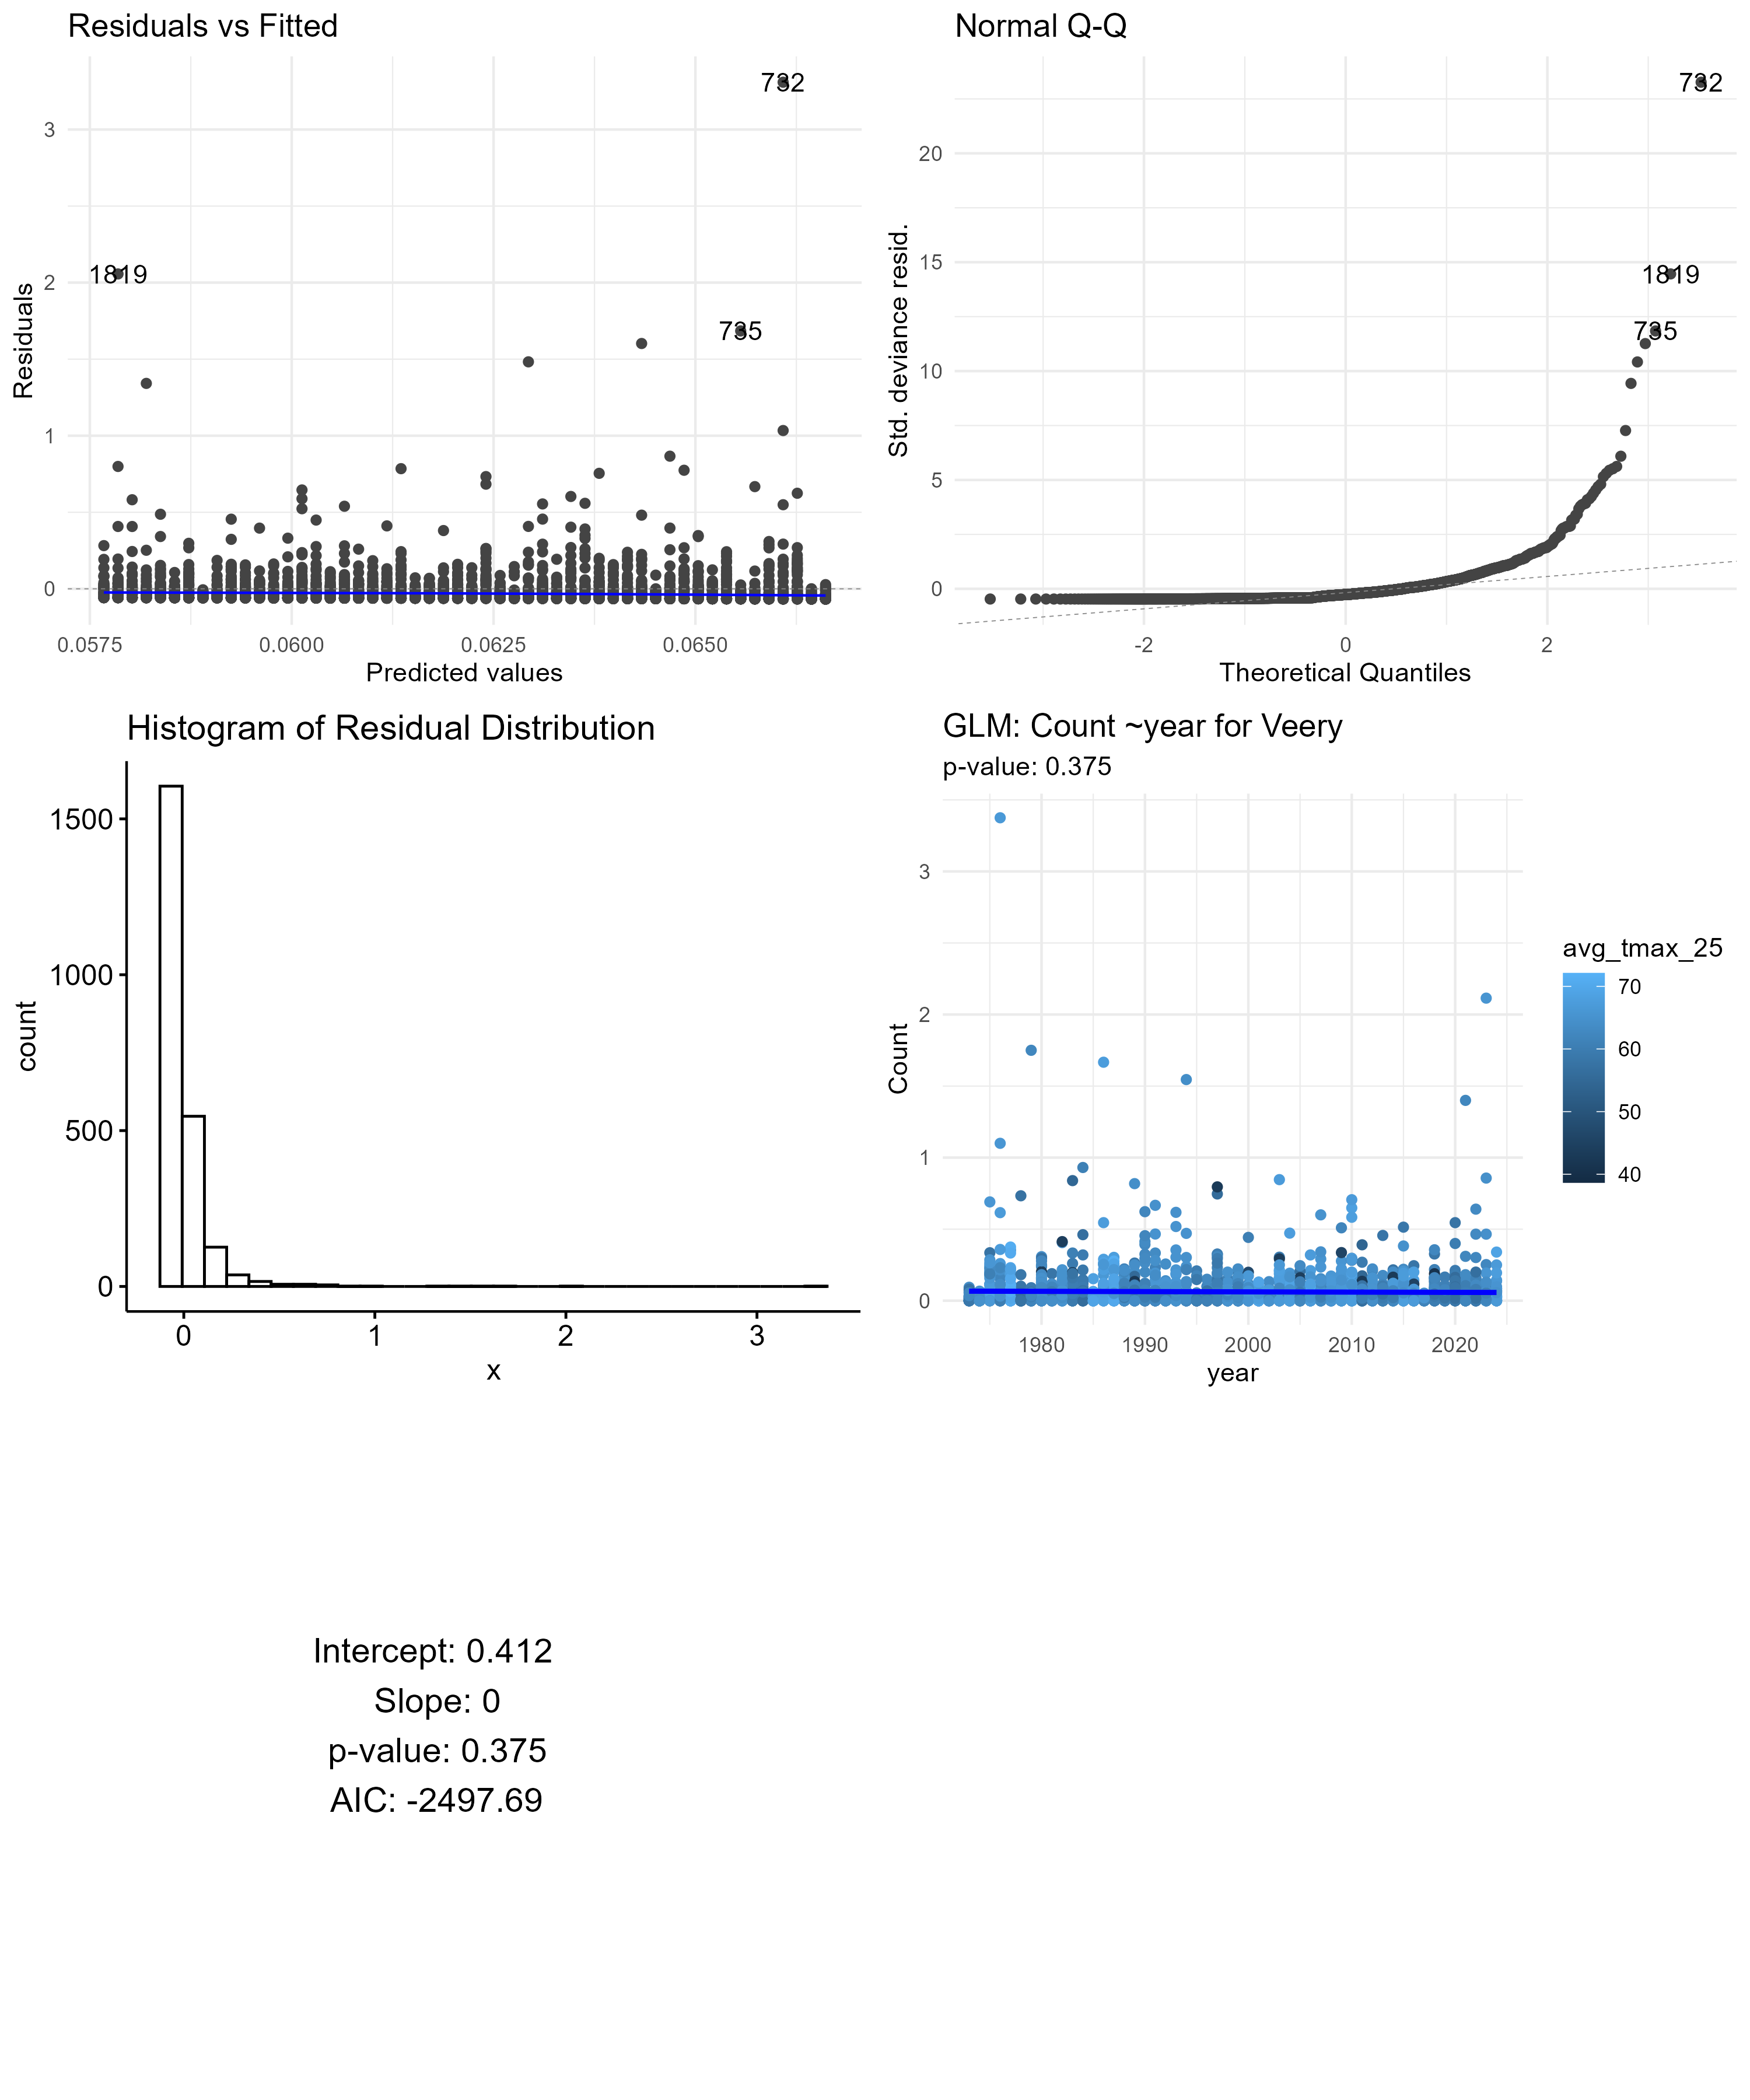 Residuals vs Fitted
732
1819
735
3
2
1
0
Residuals
0.0575
0.0600
0.0625
0.0650
Predicted values
Normal Q-Q
732
1819
735
20
15
10
5
0
Std. deviance resid.
-2
0
2
Theoretical Quantiles
Histogram of Residual Distribution
1500
1000
500
0
count
0
1
2
3
x
GLM: Count ~year for Veery
p-value: 0.375
3
2
1
0
Count
1980
1990
2000
2010
2020
year
avg_tmax_25
70
60
50
40
Intercept: 0.412
Slope: 0
p-value: 0.375
AIC: -2497.69